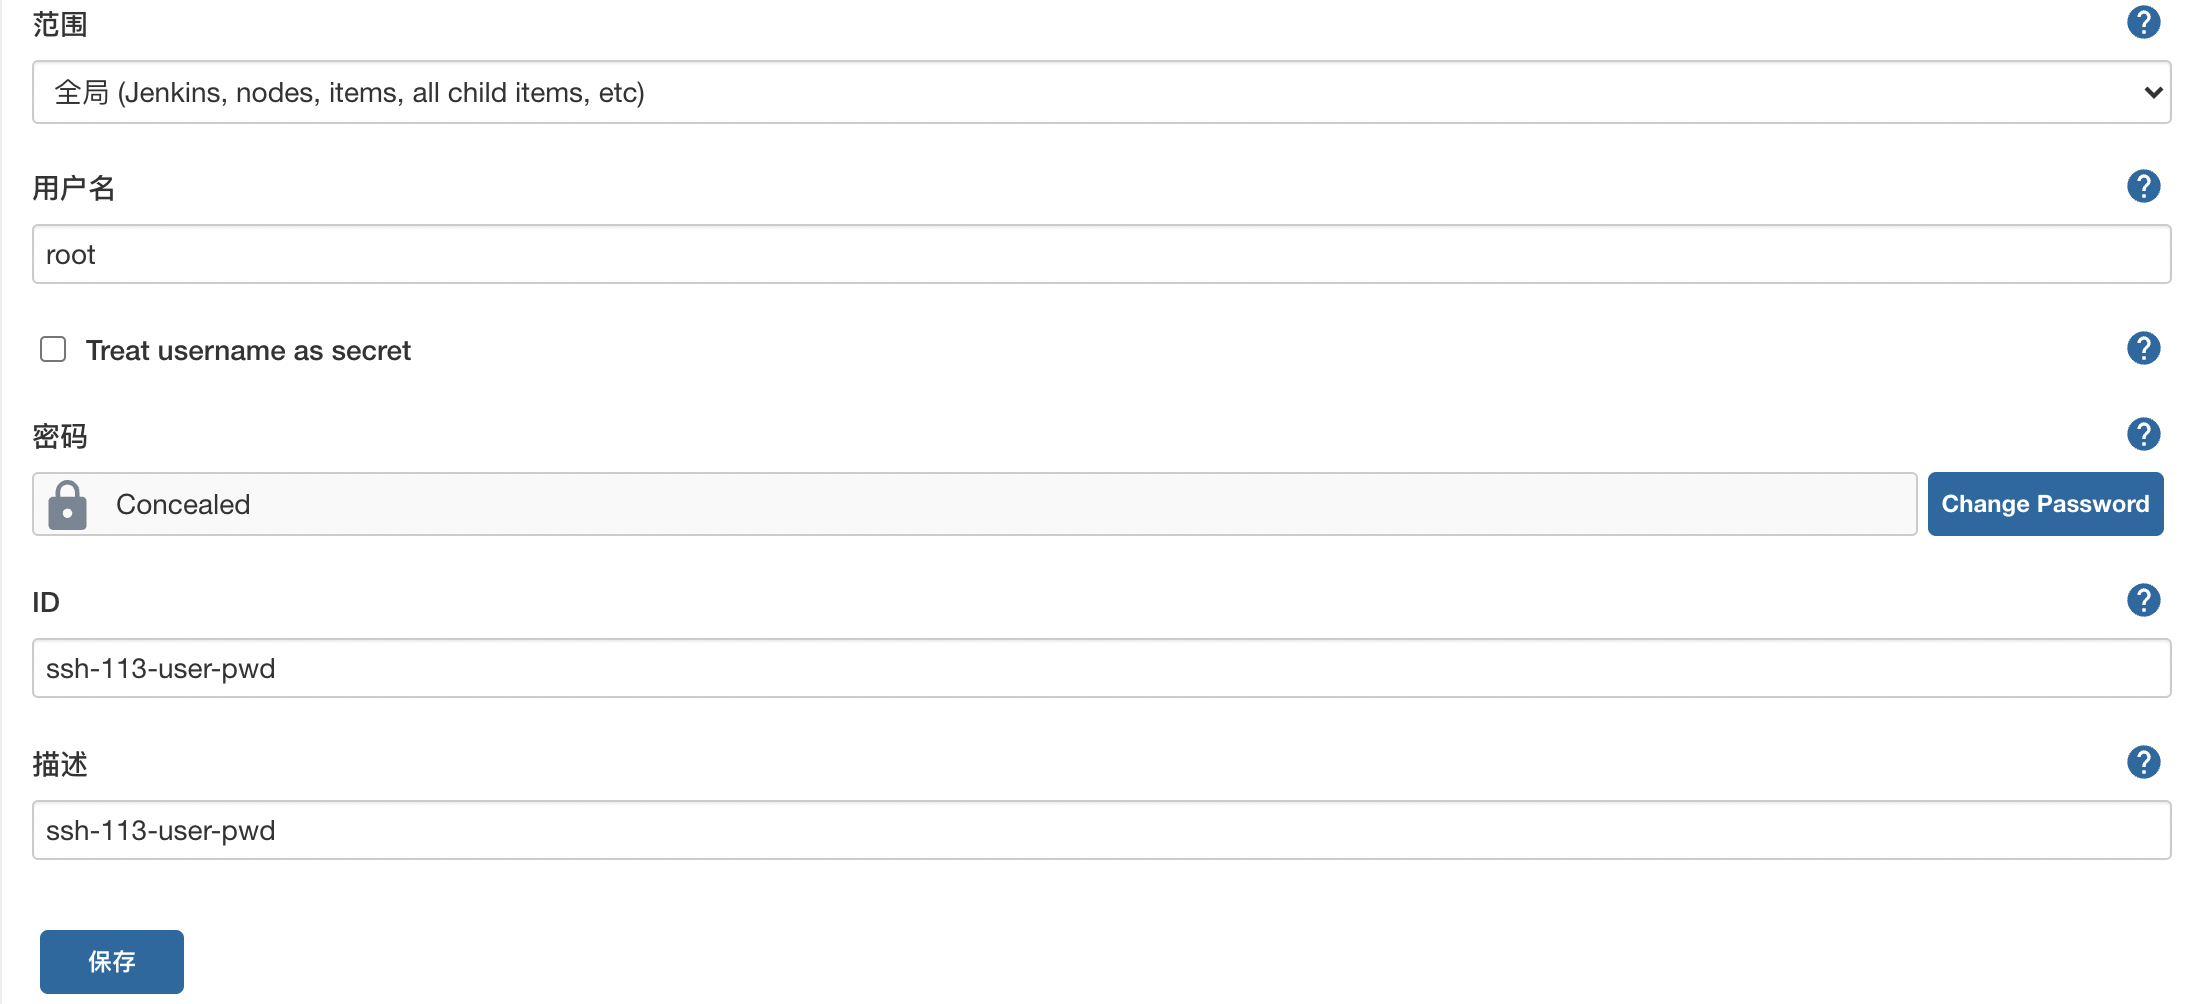 范围
全局 (Jenkins, nodes, items, all child items, etc)
用户名
root
Treat username as secret
密码
Concealed
Change Password
ID
ssh-113-user-pwd
描述
ssh-113-user-pwd
保存